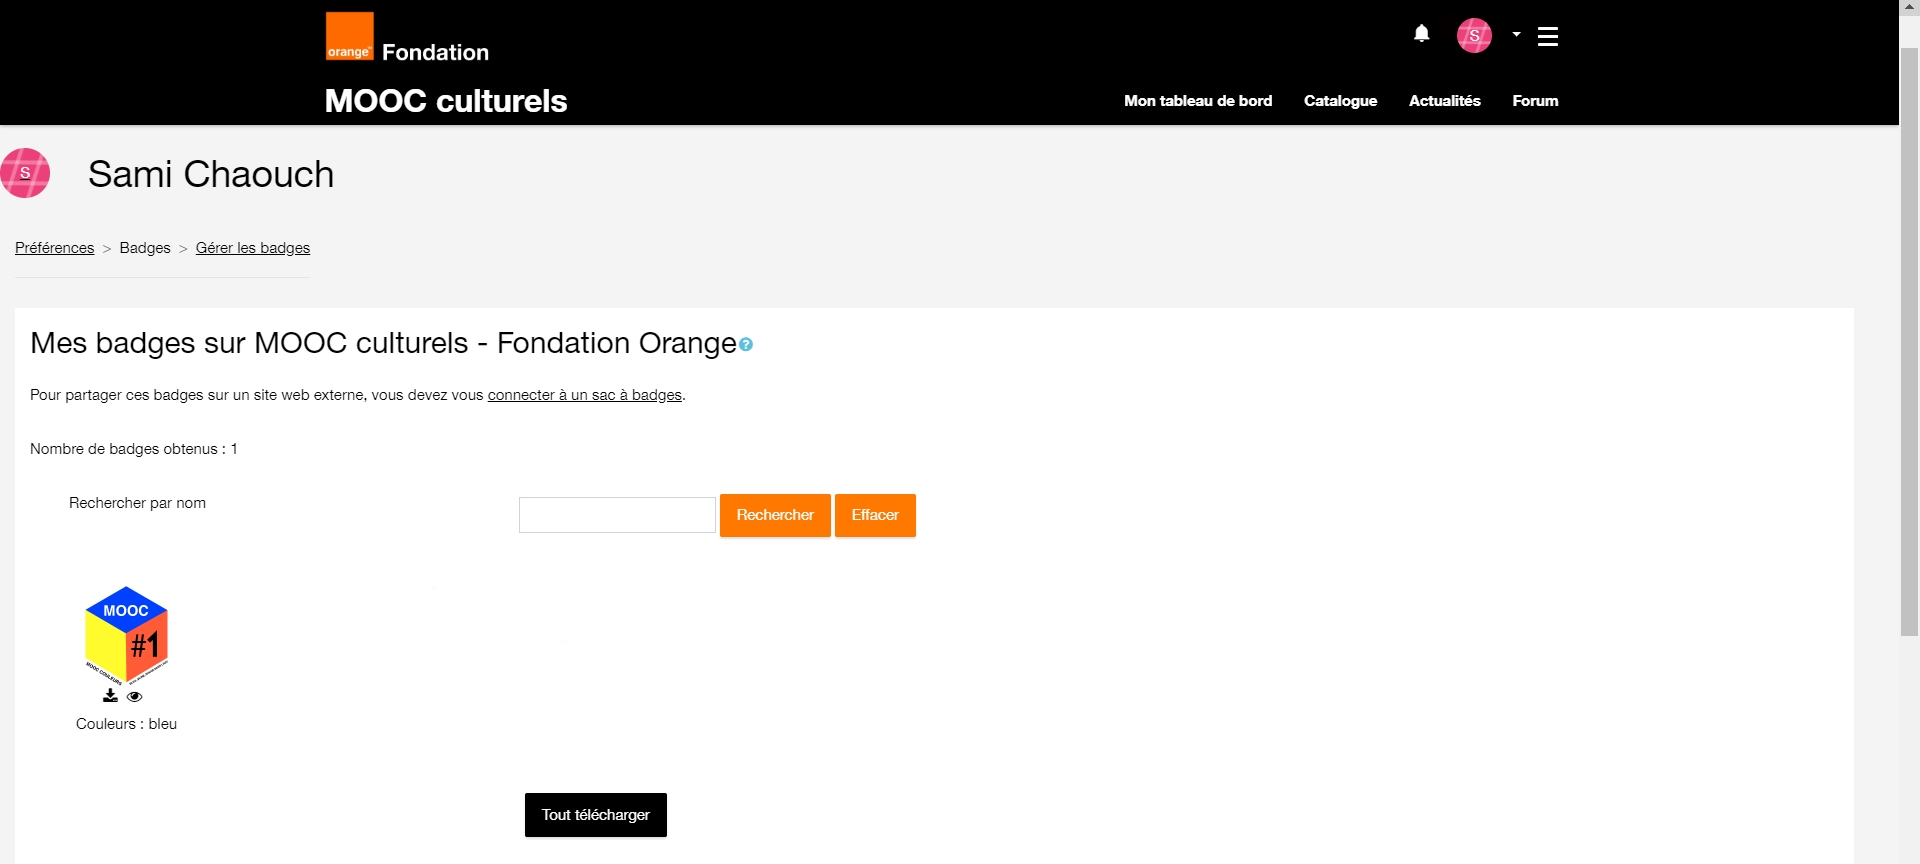 orange
Fondation
MOOC culturels
S
Mon tableau de bord
Catalogue
Actualités
Forum
S
Sami Chaouch
Préférences > Badges > Gérer les badges
Mes badges sur MOOC culturels - Fondation Orange?
Pour partager ces badges sur un site web externe, vous devez vous connecter à un sac à badges.
Nombre de badges obtenus : 1
Rechercher par nom
Rechercher
Effacer
MOOC
#1
MOOC COULEURS
Couleurs : bleu
Tout télécharger